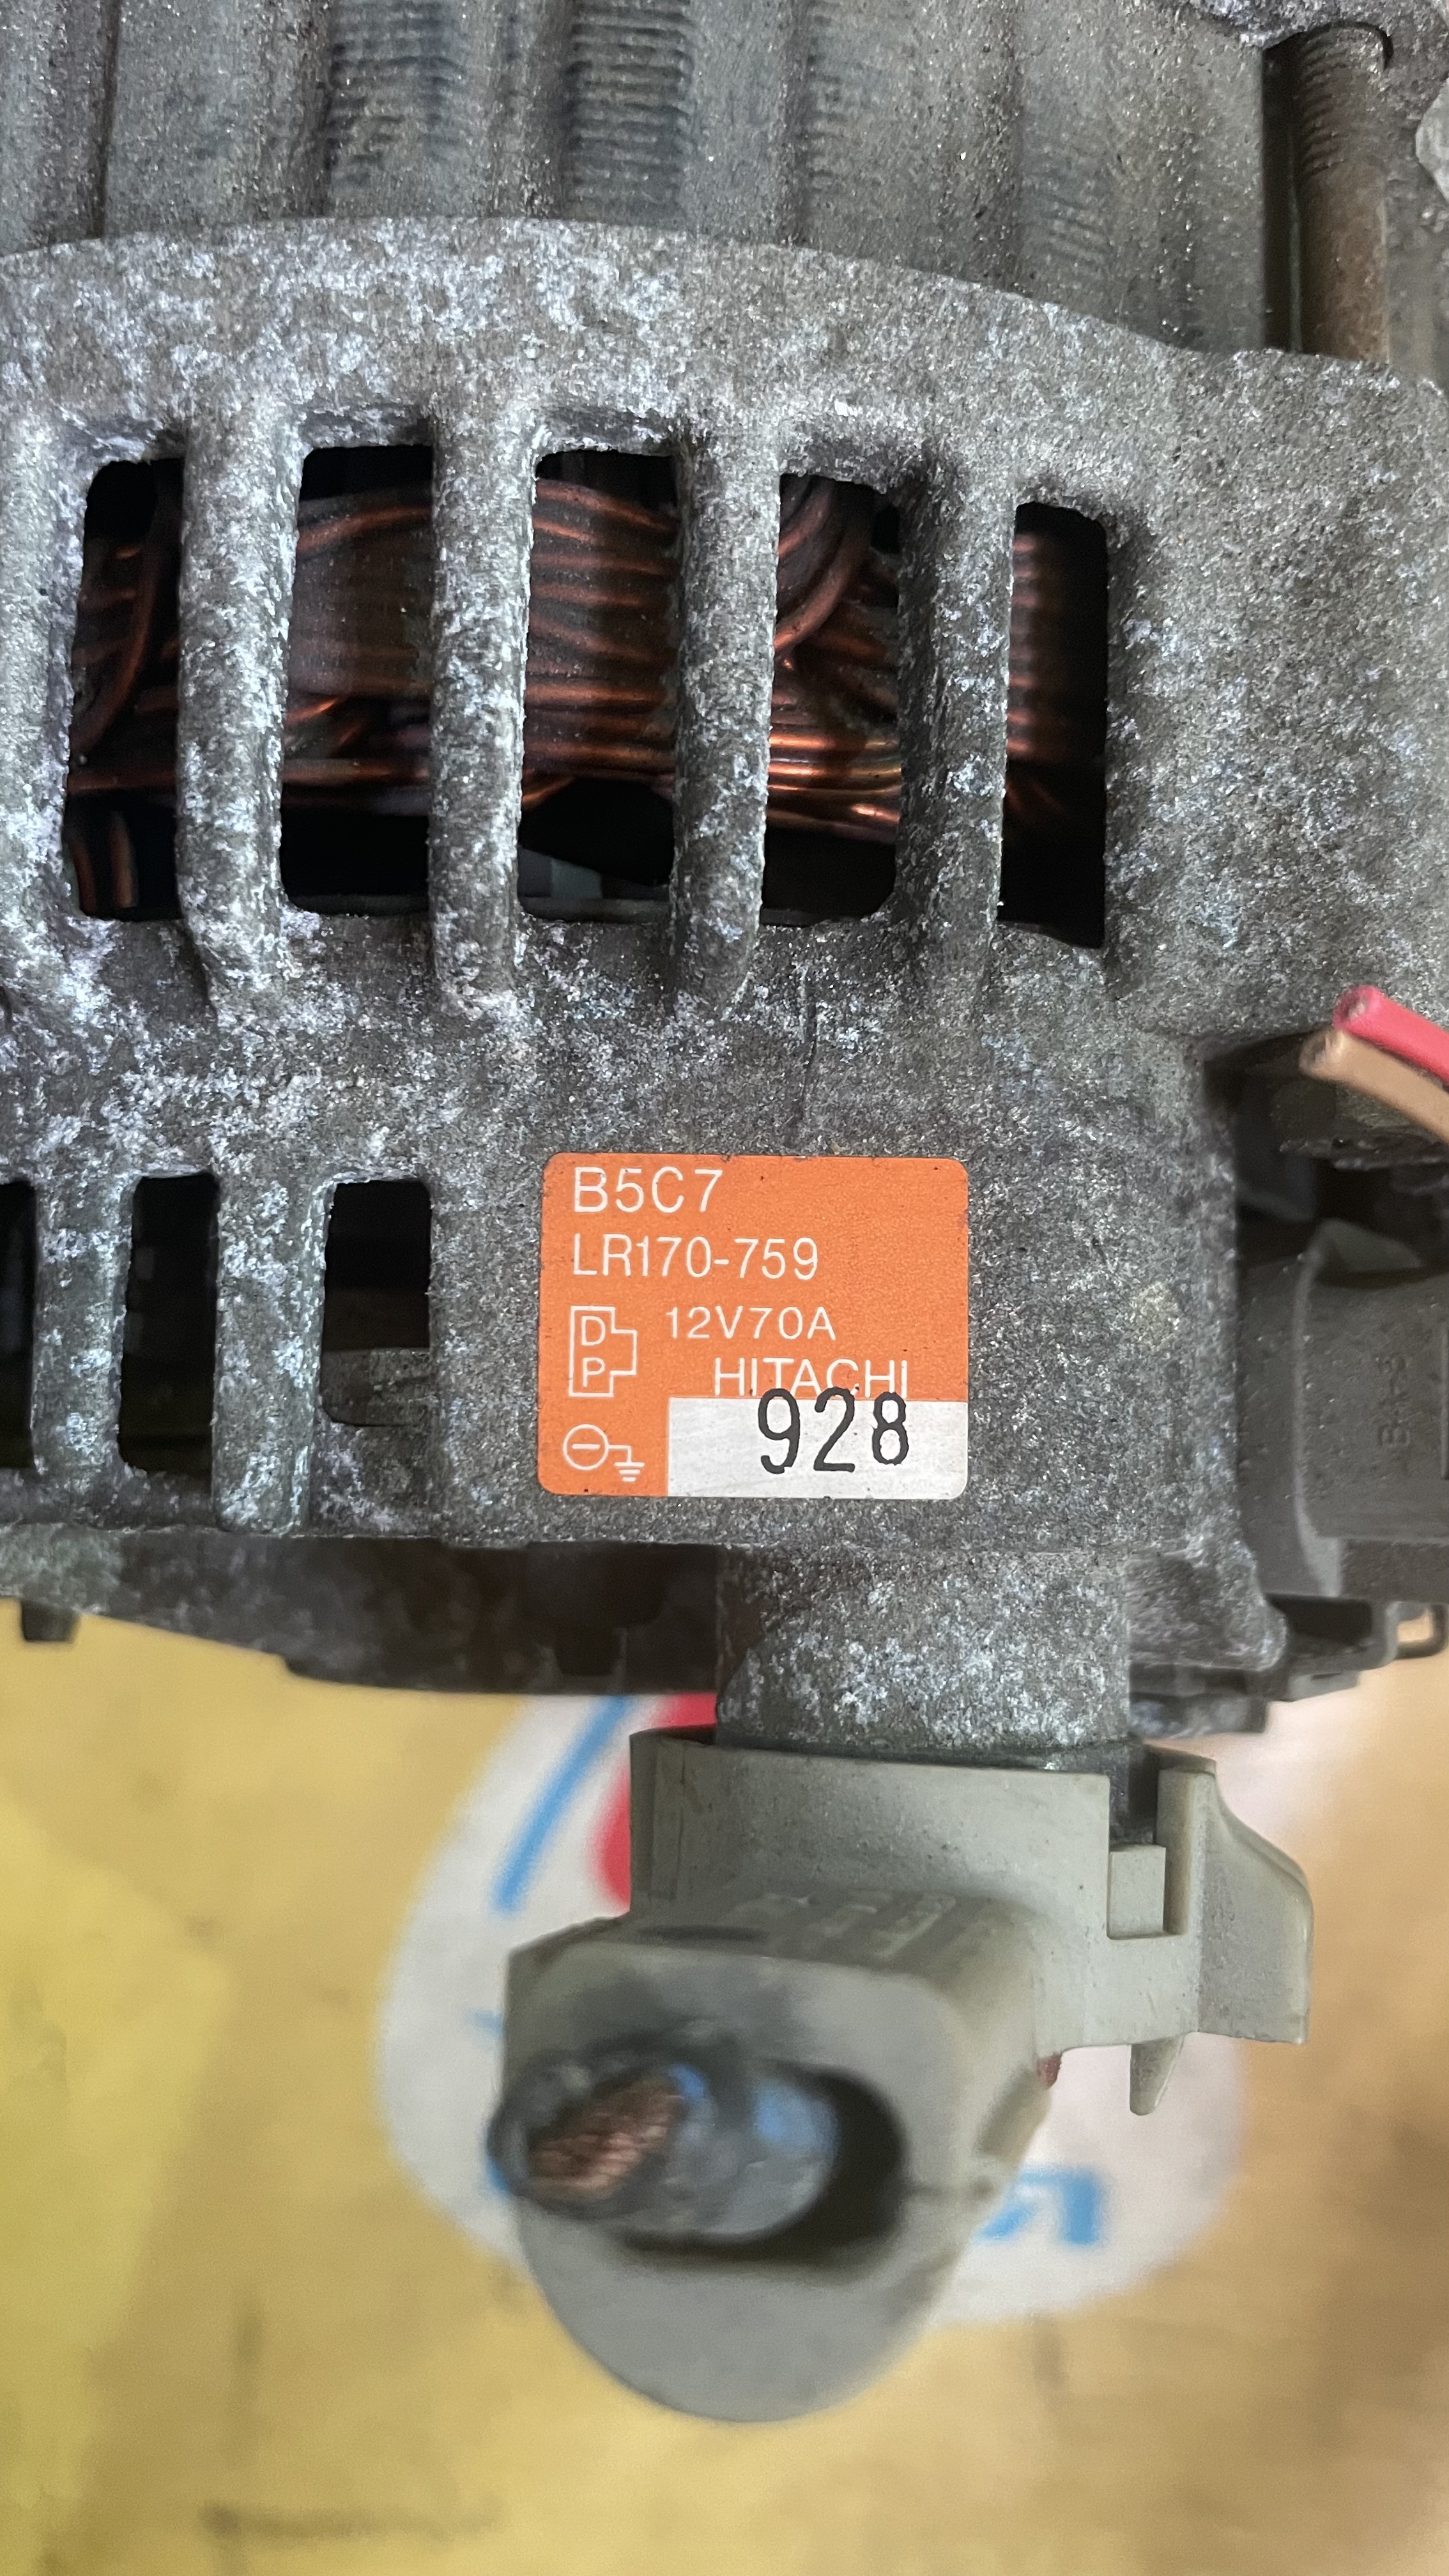 B5C7
LR170-759
D
P
12V70A
HITACHI
928